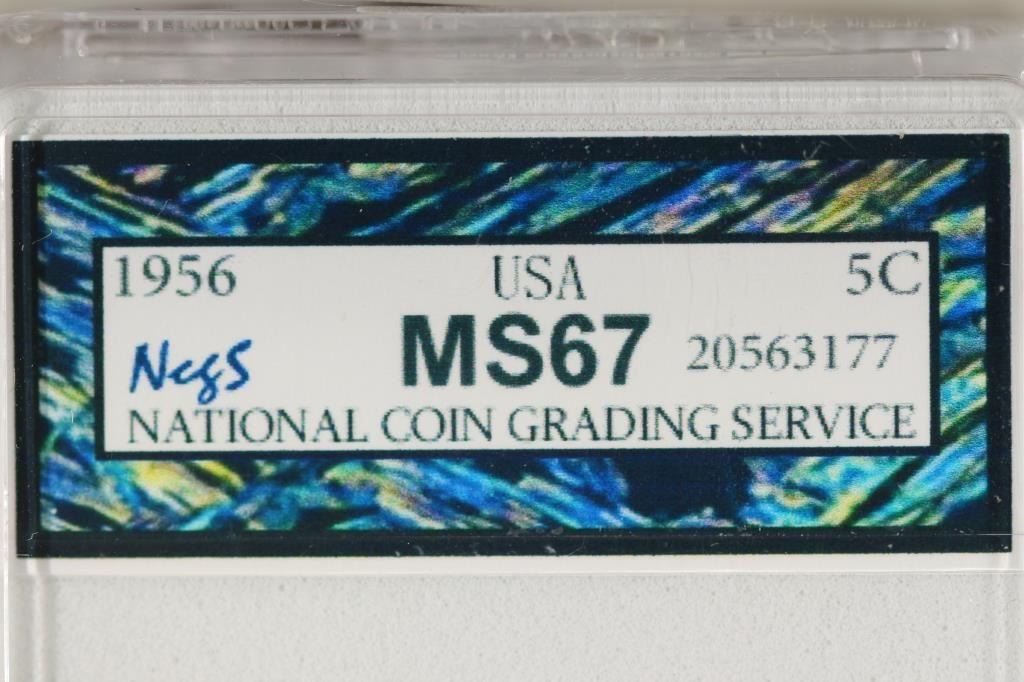 1956 USA 5C
NcgS MS67 20563177
NATIONAL COIN GRADING SERVICE